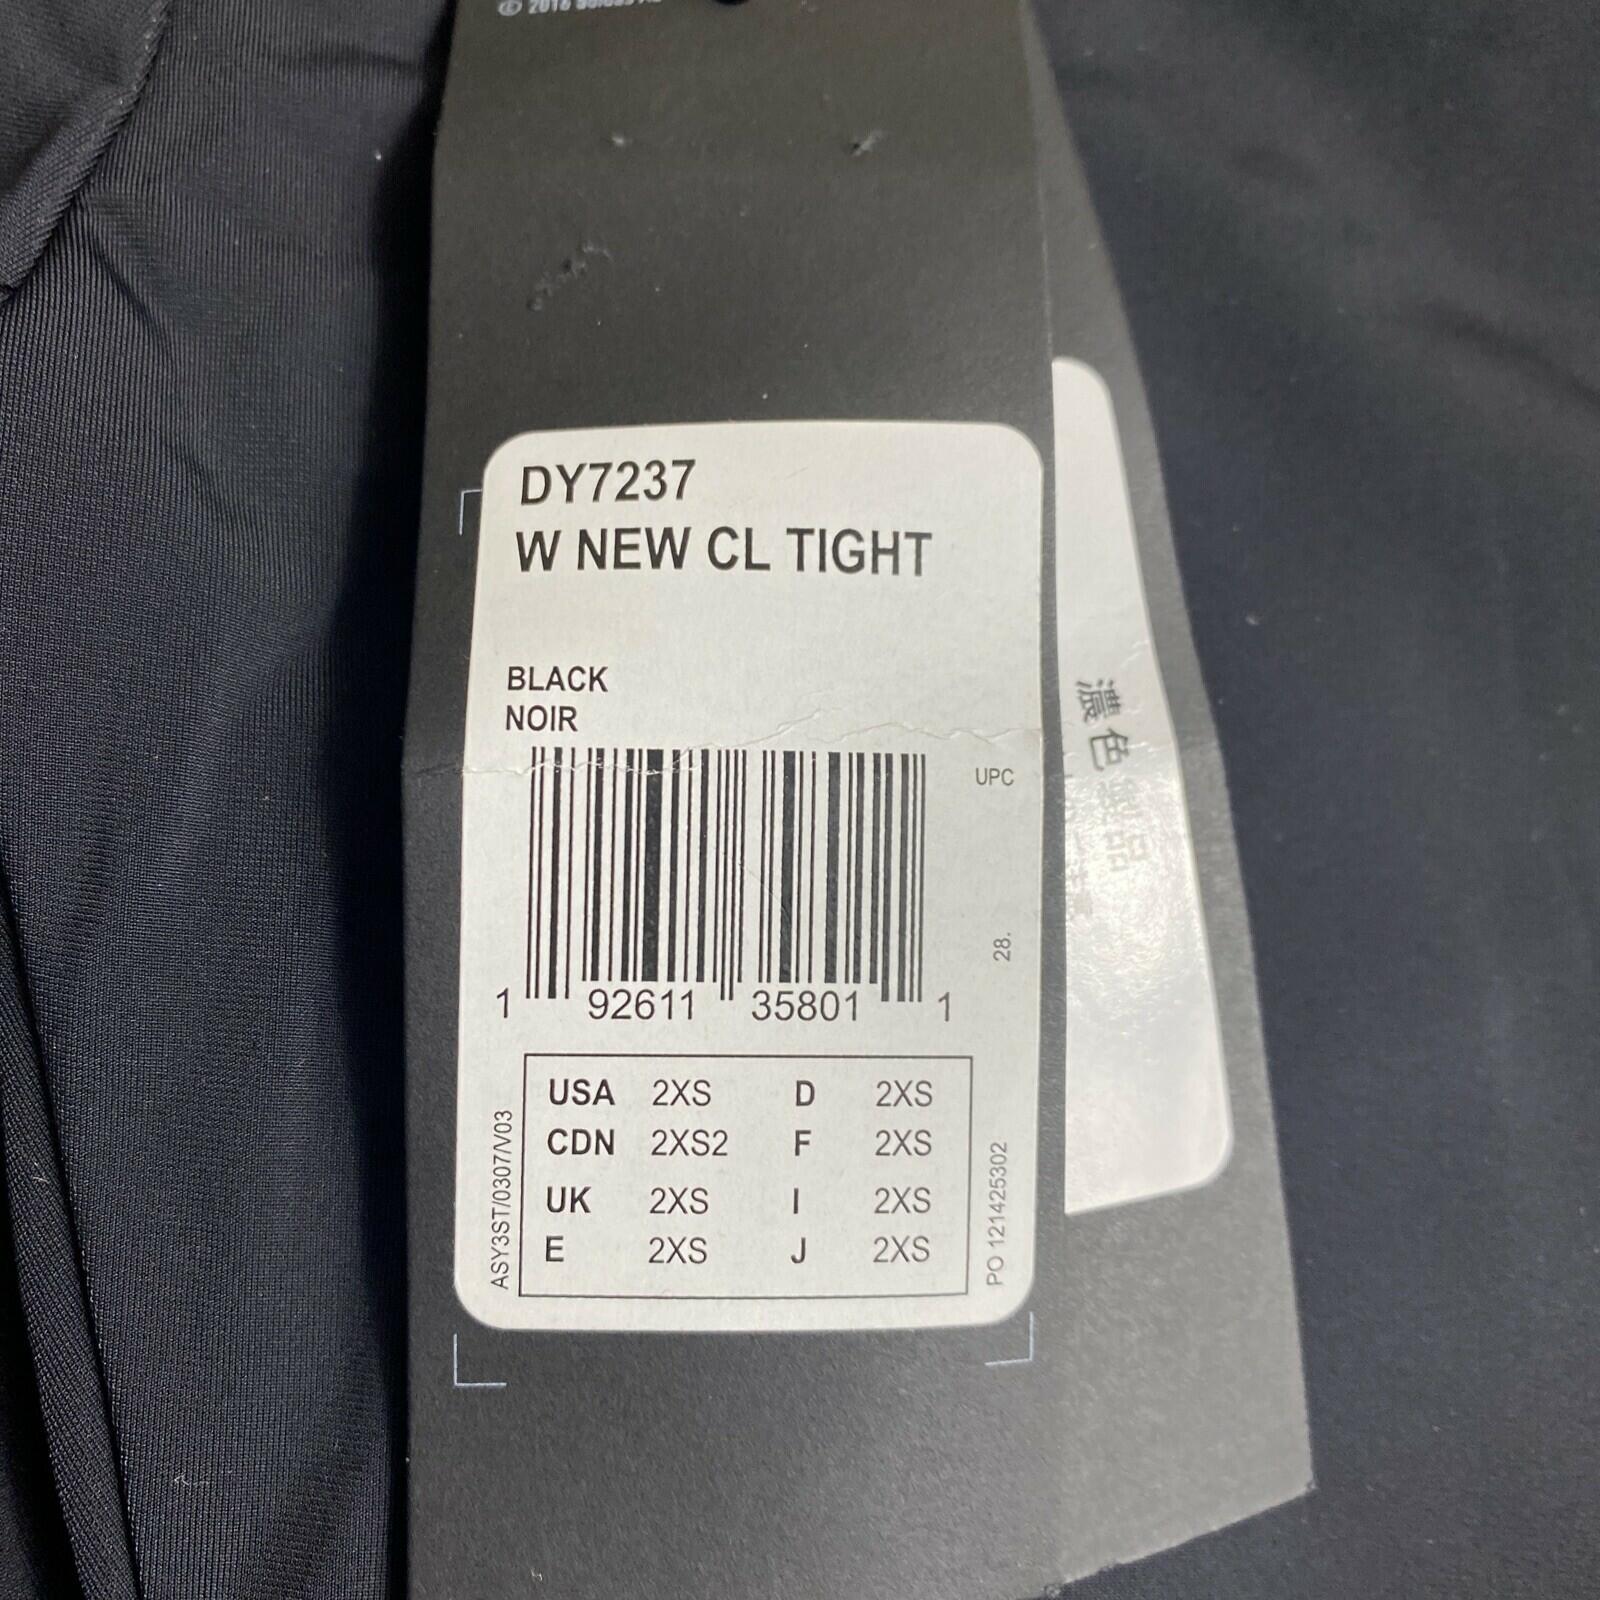 © 2016
DY7237
W NEW CL TIGHT
BLACK
NOIR
UPC
28.
1 92611 35801 1
USA 2XS D 2XS
CDN 2XS2 F 2XS
UK 2XS I 2XS
E 2XS J 2XS
ASY3ST/0307/V03
PO 121425302
濃色製品